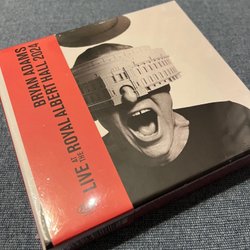 BRYAN ADAMS
LIVE AT THE ROYAL ALBERT HALL 2024